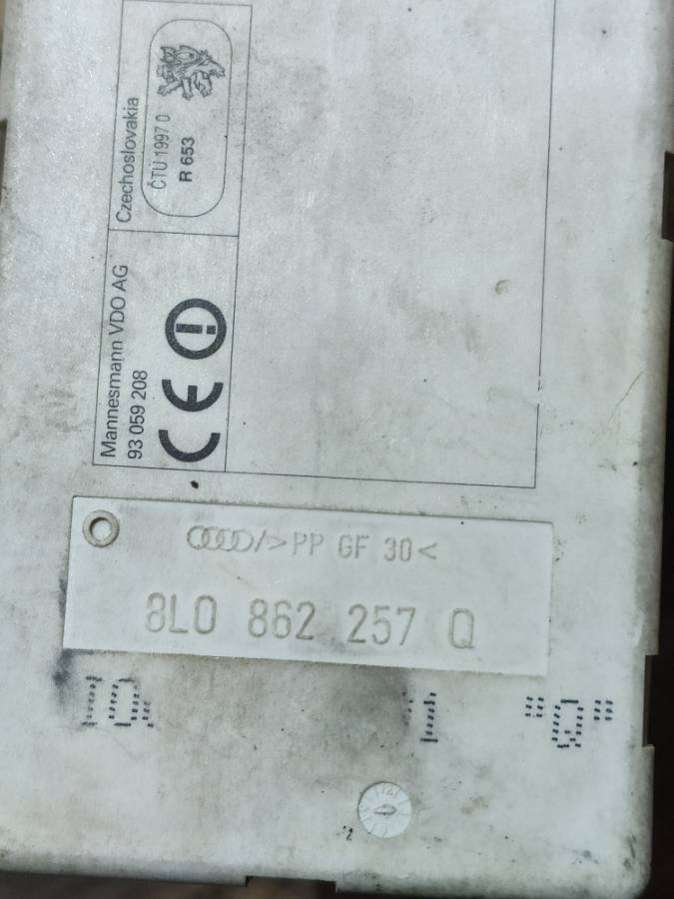 Mannesmann VDO AG
93 059 208
CE
Czechoslovakia
ČTÚ 1997 0
R 653
/>PP GF 30<
8L0 862 257 Q